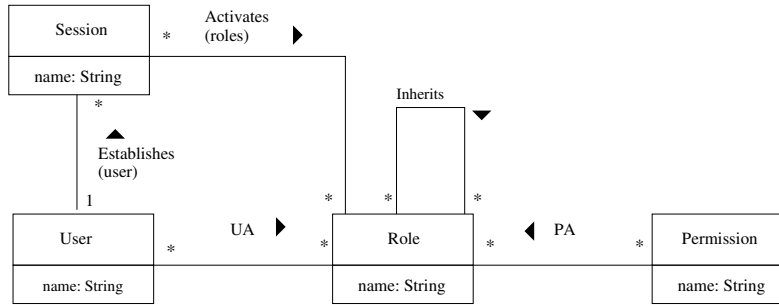 Session
Activates
(roles)
*
name: String
*
Inherits
Establishes
(user)
1
*
*
*
User
UA
Role
PA
Permission
*
*
*
*
name: String
name: String
name: String